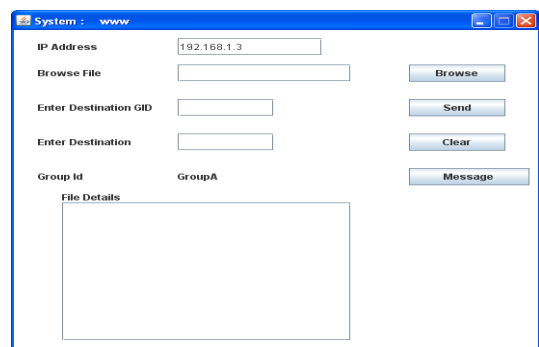 System : www
IP Address 192.168.1.3
Browse File Browse
Enter Destination GID Send
Enter Destination Clear
Group Id GroupA Message
File Details